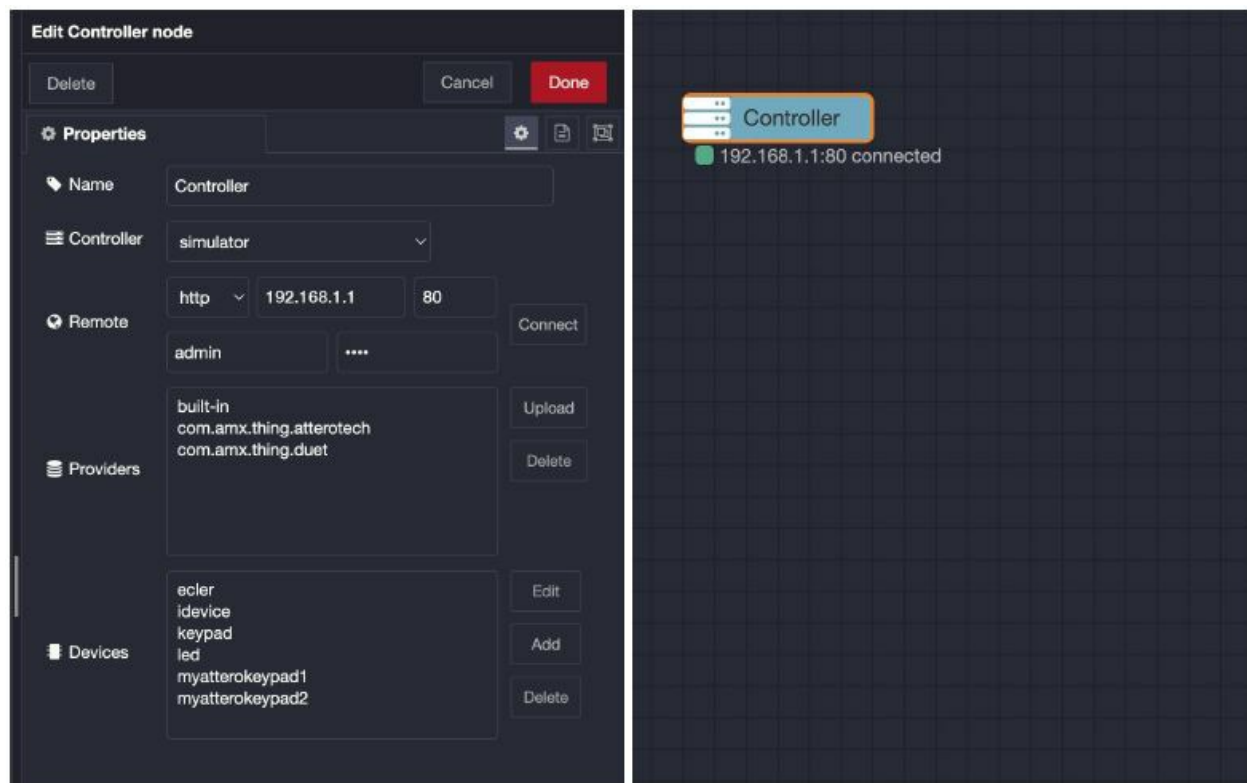 Edit Controller node
Delete
Cancel
Done
Properties
Name
Controller
Controller
simulator
Remote
http
192.168.1.1
80
Connect
admin
••••
Providers
built-in
com.amx.thing.atterotech
com.amx.thing.duet
Upload
Delete
Devices
ecler
idevice
keypad
led
myatterokeypad1
myatterokeypad2
Edit
Add
Delete
Controller
192.168.1.1:80 connected